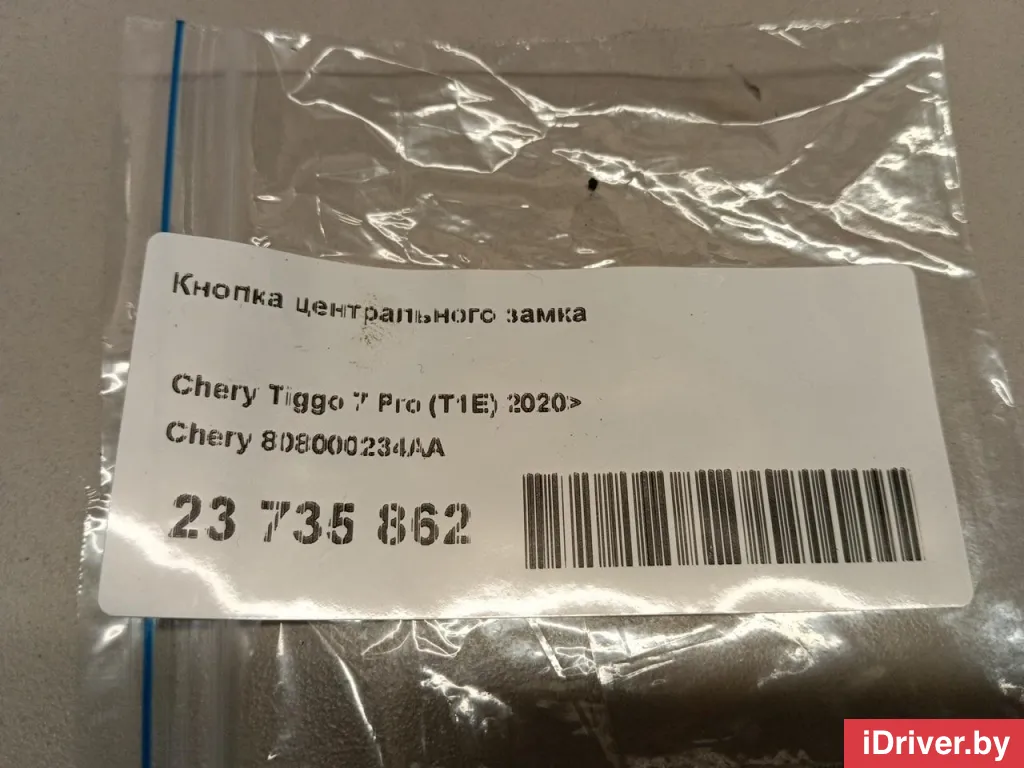 Кнопка центрального замка
Chery Tiggo 7 Pro (T1E) 2020>
Chery 808000234AA
23 735 862
iDriver.by